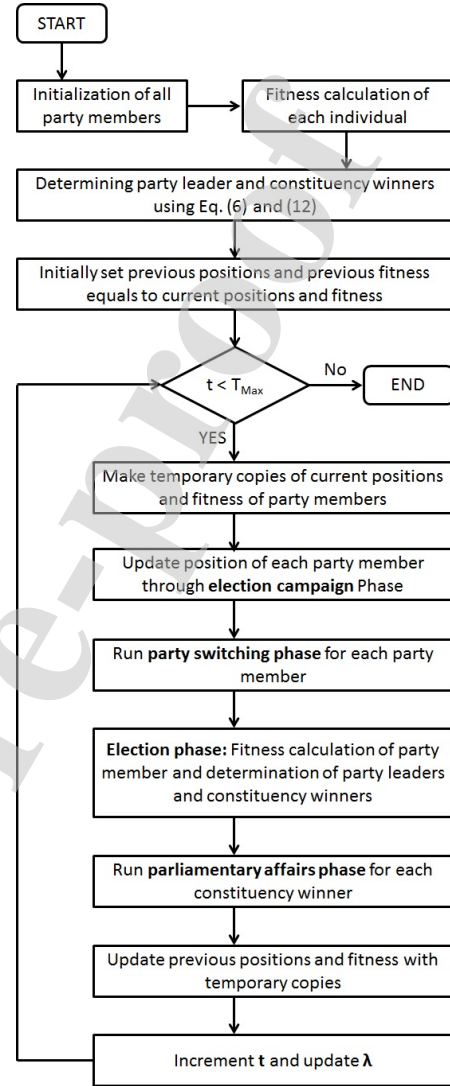 START
Initialization of all
party members
Fitness calculation of
each individual
Determining party leader and constituency winners
using Eq. (6) and (12)
Initially set previous positions and previous fitness
equals to current positions and fitness
t < TMax
No
END
YES
Make temporary copies of current positions
and fitness of party members
Update position of each party member
through election campaign Phase
Run party switching phase for each party
member
Election phase: Fitness calculation of party
member and determination of party leaders
and constituency winners
Run parliamentary affairs phase for each
constituency winner
Update previous positions and fitness with
temporary copies
Increment t and update λ
re-proof